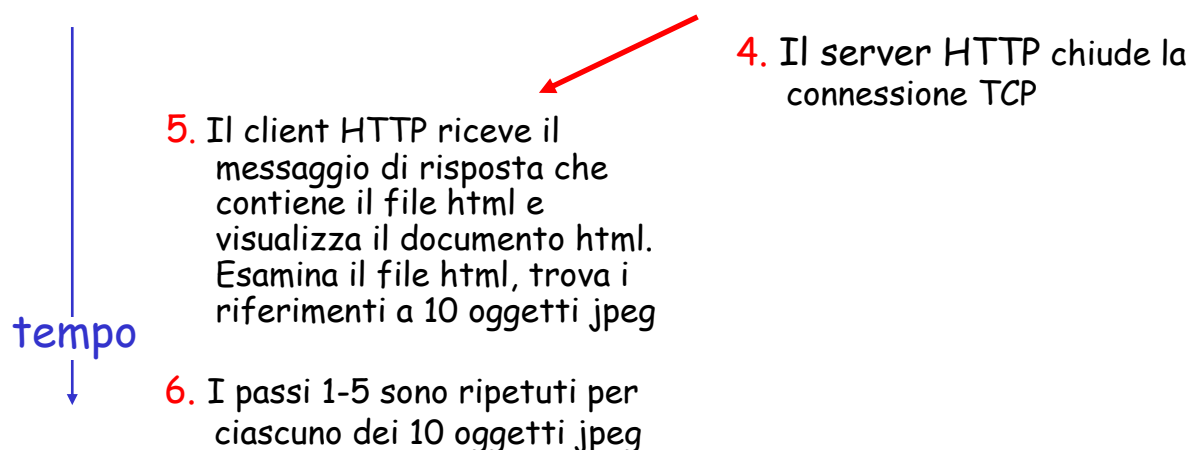 4. Il server HTTP chiude la
connessione TCP
5. Il client HTTP riceve il
messaggio di risposta che
contiene il file html e
visualizza il documento html.
Esamina il file html, trova i
riferimenti a 10 oggetti jpeg
tempo
6. I passi 1-5 sono ripetuti per
ciascuno dei 10 oggetti jpeg